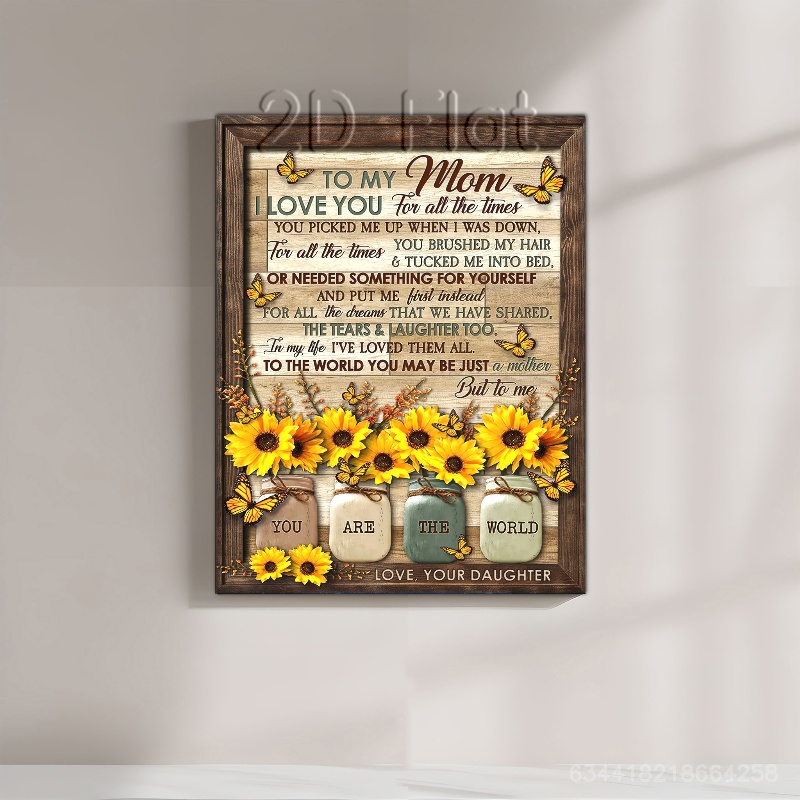 2D Flat
TO MY Mom
I LOVE YOU For all the times
YOU PICKED ME UP WHEN I WAS DOWN,
For all the times YOU BRUSHED MY HAIR
& TUCKED ME INTO BED,
OR NEEDED SOMETHING FOR YOURSELF
AND PUT ME first instead
FOR ALL the dreams THAT WE HAVE SHARED,
THE TEARS & LAUGHTER TOO.
In my life I'VE LOVED THEM ALL.
TO THE WORLD YOU MAY BE JUST a mother
But to me
YOU ARE THE WORLD
LOVE, YOUR DAUGHTER
634418218664258